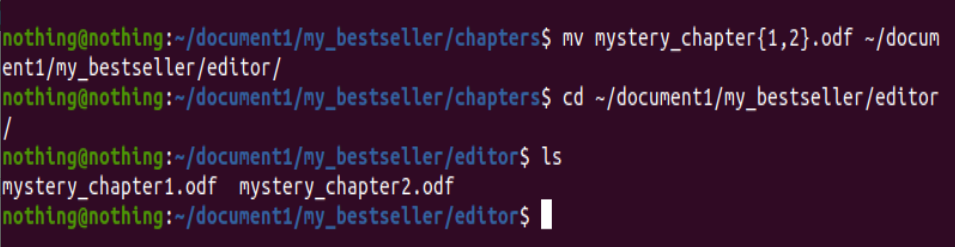 nothing@nothing:~/document1/my_bestseller/chapters$ mv mystery_chapter{1,2}.odf ~/docum
ent1/my_bestseller/editor/
nothing@nothing:~/document1/my_bestseller/chapters$ cd ~/document1/my_bestseller/editor
/
nothing@nothing:~/document1/my_bestseller/editor$ ls
mystery_chapter1.odf  mystery_chapter2.odf
nothing@nothing:~/document1/my_bestseller/editor$